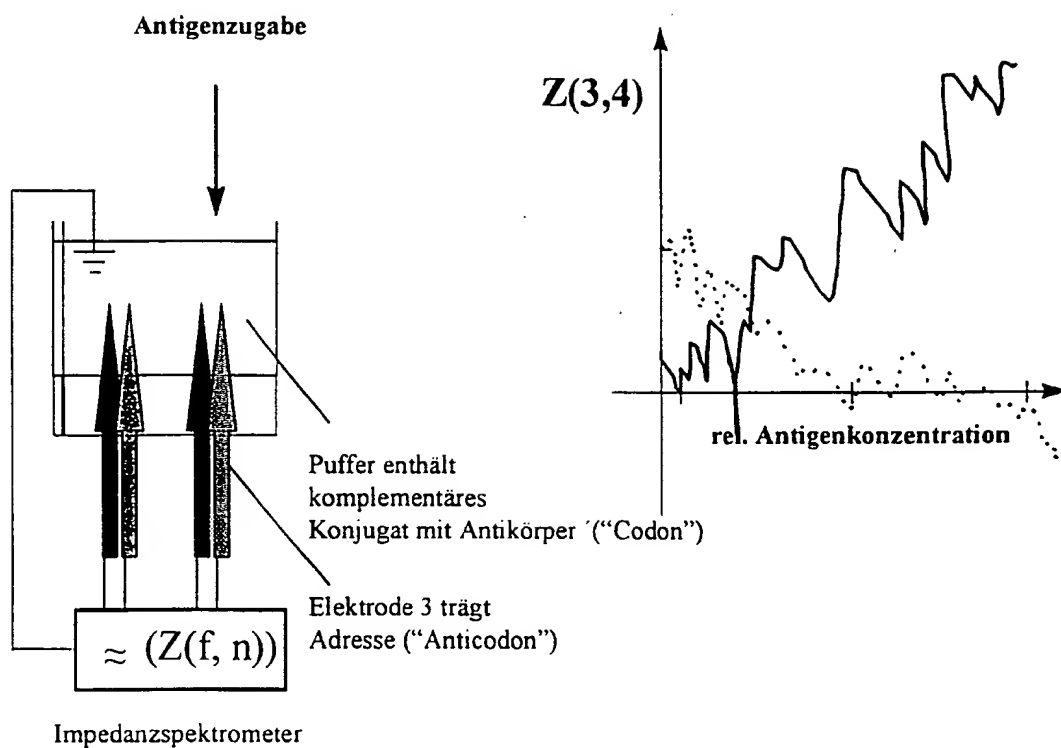 Antigenzugabe
Z(3,4)
rel. Antigenkonzentration
Puffer enthält
komplementäres
Konjugat mit Antikörper ´(“Codon”)
Elektrode 3 trägt
Adresse (“Anticodon”)
≈ (Z(f, n))
Impedanzspektrometer